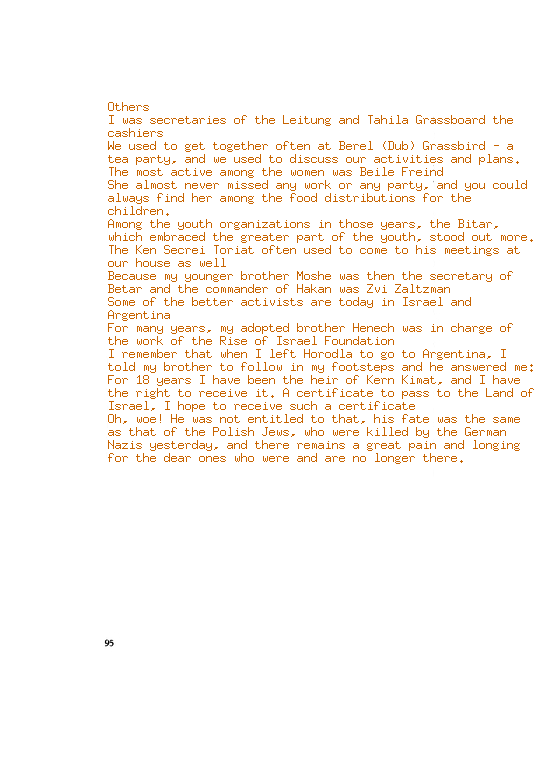 Others
I was secretaries of the Leitung and Tahila Grassboard the
cashiers
We used to get together often at Berel (Dub) Grassbird - a
tea party, and we used to discuss our activities and plans.
The most active among the women was Beile Freind
She almost never missed any work or any party, and you could
always find her among the food distributions for the
children.
Among the youth organizations in those years, the Bitar,
which embraced the greater part of the youth, stood out more.
The Ken Secrei Toriat often used to come to his meetings at
our house as well
Because my younger brother Moshe was then the secretary of
Betar and the commander of Hakan was Zvi Zaltzman
Some of the better activists are today in Israel and
Argentina
For many years, my adopted brother Henech was in charge of
the work of the Rise of Israel Foundation
I remember that when I left Horodla to go to Argentina, I
told my brother to follow in my footsteps and he answered me:
For 18 years I have been the heir of Kern Kimat, and I have
the right to receive it. A certificate to pass to the Land of
Israel, I hope to receive such a certificate
Oh, woe! He was not entitled to that, his fate was the same
as that of the Polish Jews, who were killed by the German
Nazis yesterday, and there remains a great pain and longing
for the dear ones who were and are no longer there.
95